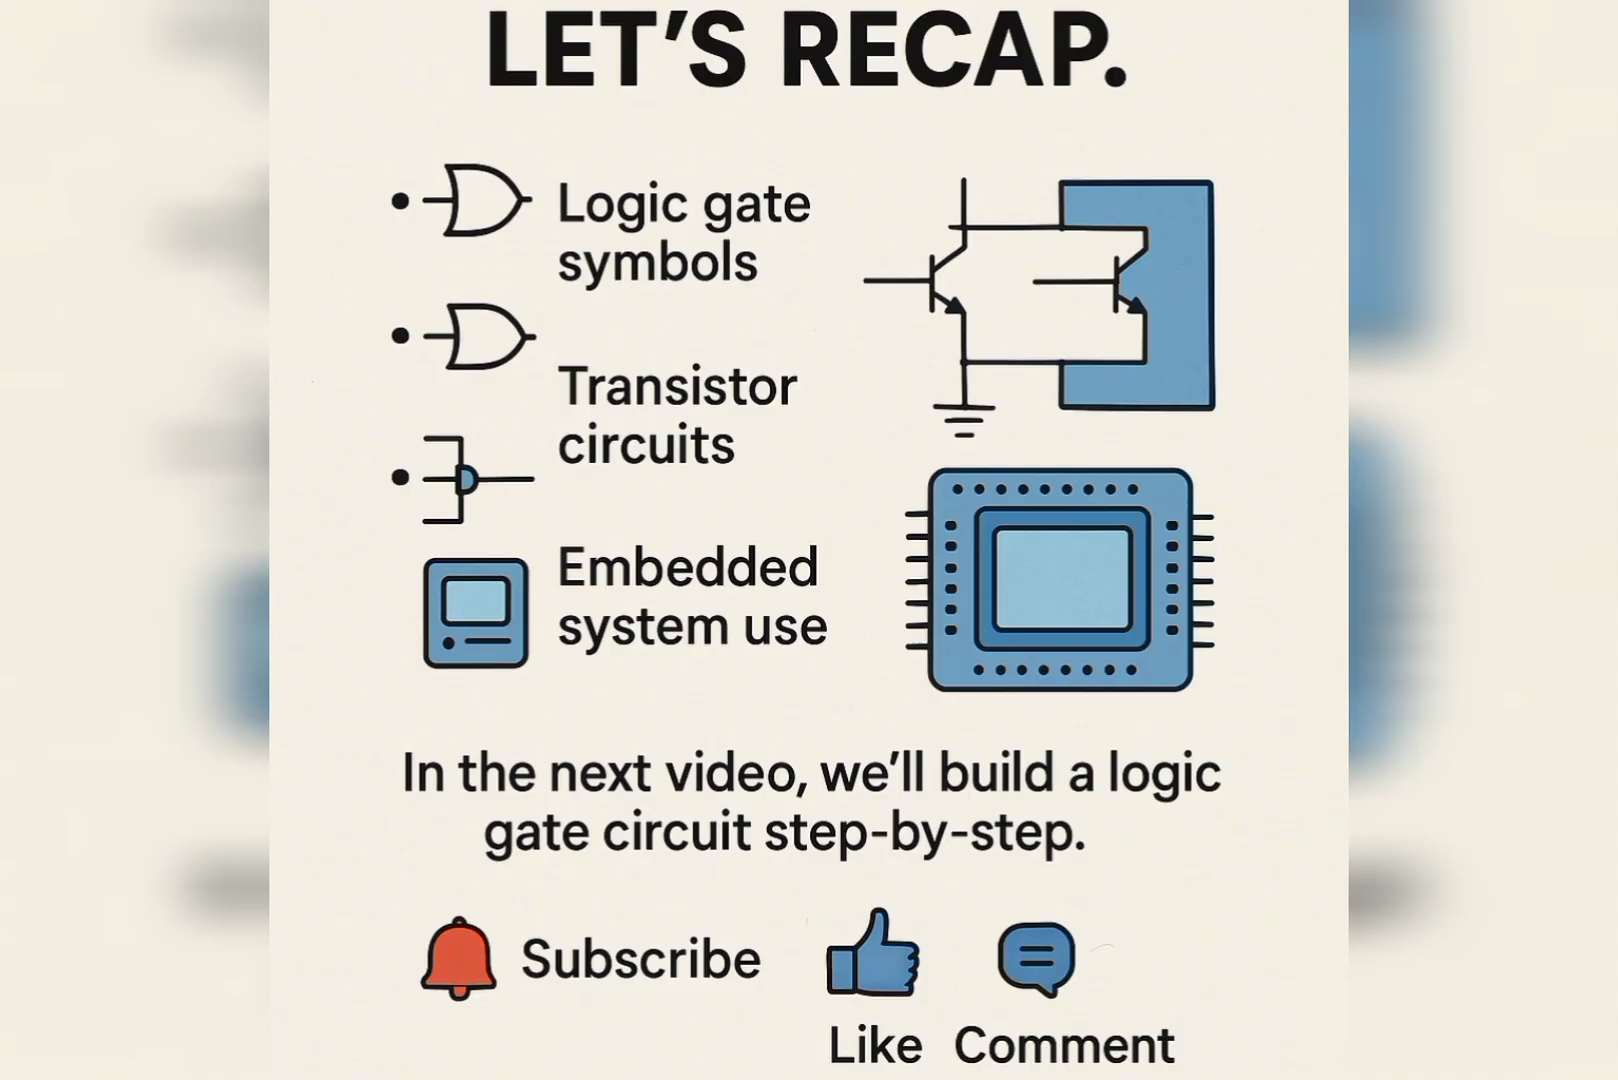 LET'S RECAP.
Logic gate
symbols
Transistor
circuits
Embedded
system use
In the next video, we'll build a logic
gate circuit step-by-step.
Subscribe
Like
Comment